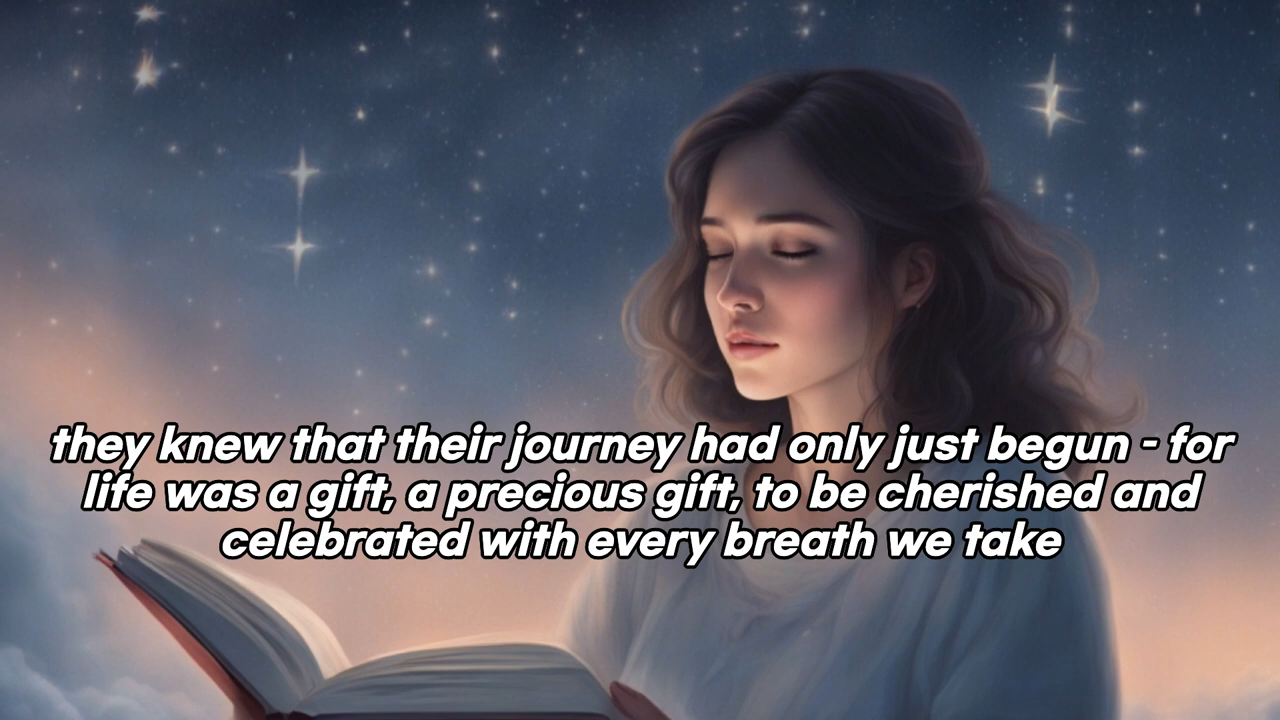 they knew that their journey had only just begun - for
life was a gift, a precious gift, to be cherished and
celebrated with every breath we take